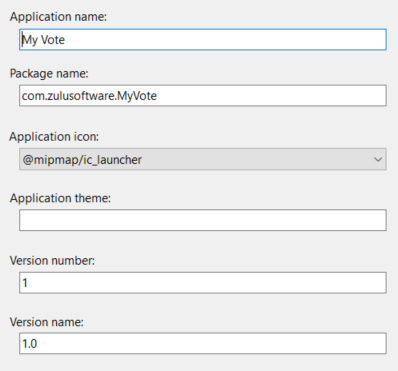 Application name:
My Vote
Package name:
com.zulusoftware.MyVote
Application icon:
@mipmap/ic_launcher
Application theme:
Version number:
1
Version name:
1.0